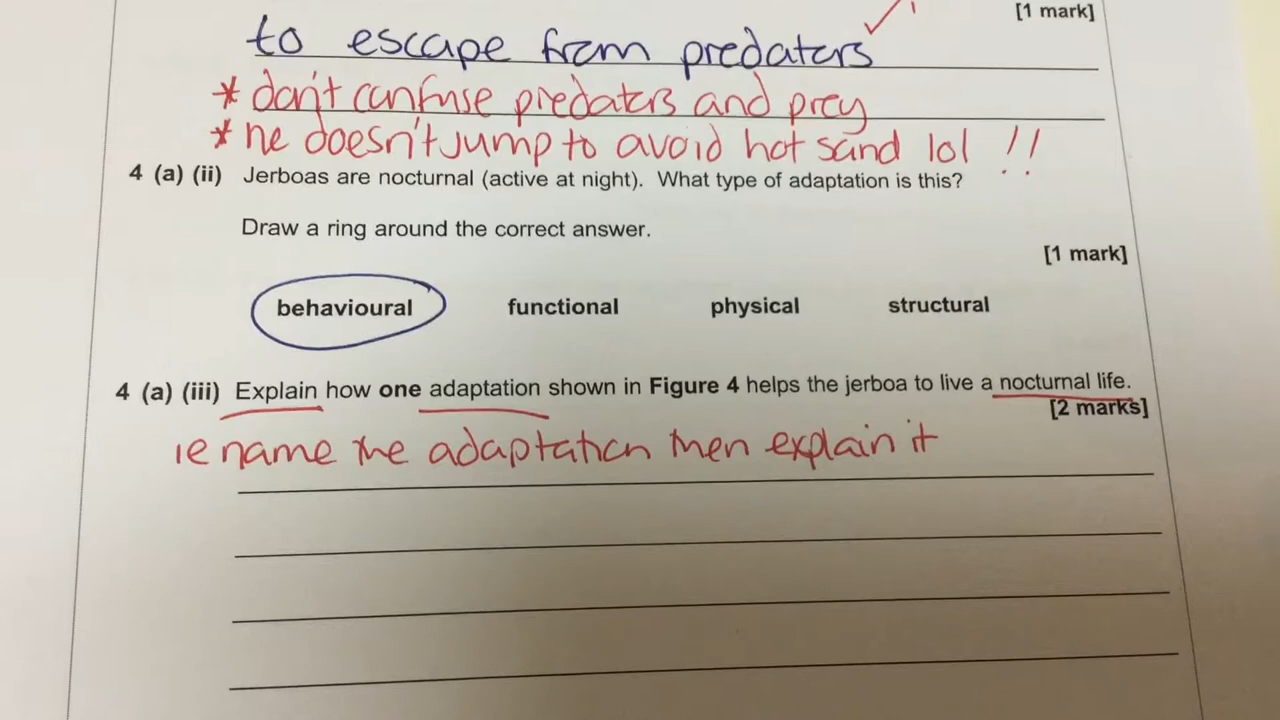 [1 mark]
to escape from predators
* don't confuse predators and prey
* he doesn't jump to avoid hot sand lol !!
4 (a) (ii) Jerboas are nocturnal (active at night). What type of adaptation is this?
Draw a ring around the correct answer.
[1 mark]
behavioural functional physical structural
4 (a) (iii) Explain how one adaptation shown in Figure 4 helps the jerboa to live a nocturnal life.
[2 marks]
ie name the adaptation then explain it